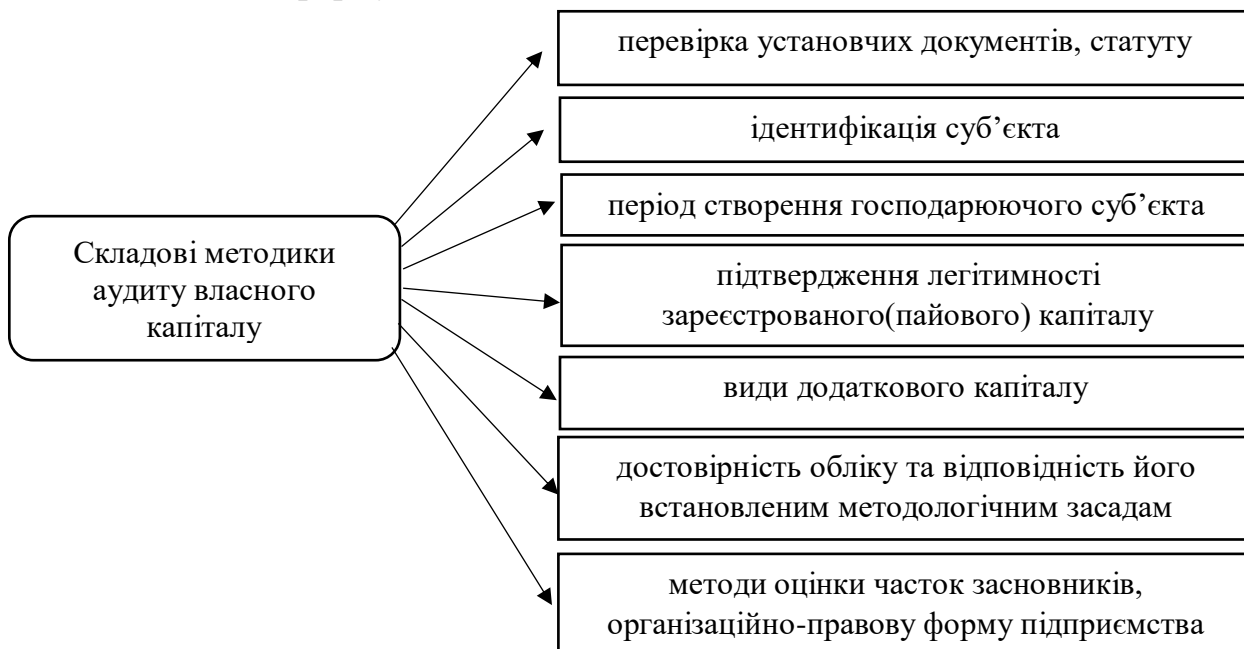 перевірка установчих документів, статуту
ідентифікація суб’єкта
період створення господарюючого суб’єкта
Складові методики
аудиту власного
капіталу
підтвердження легітимності
зареєстрованого(пайового) капіталу
види додаткового капіталу
достовірність обліку та відповідність його
встановленим методологічним засадам
методи оцінки часток засновників,
організаційно-правову форму підприємства